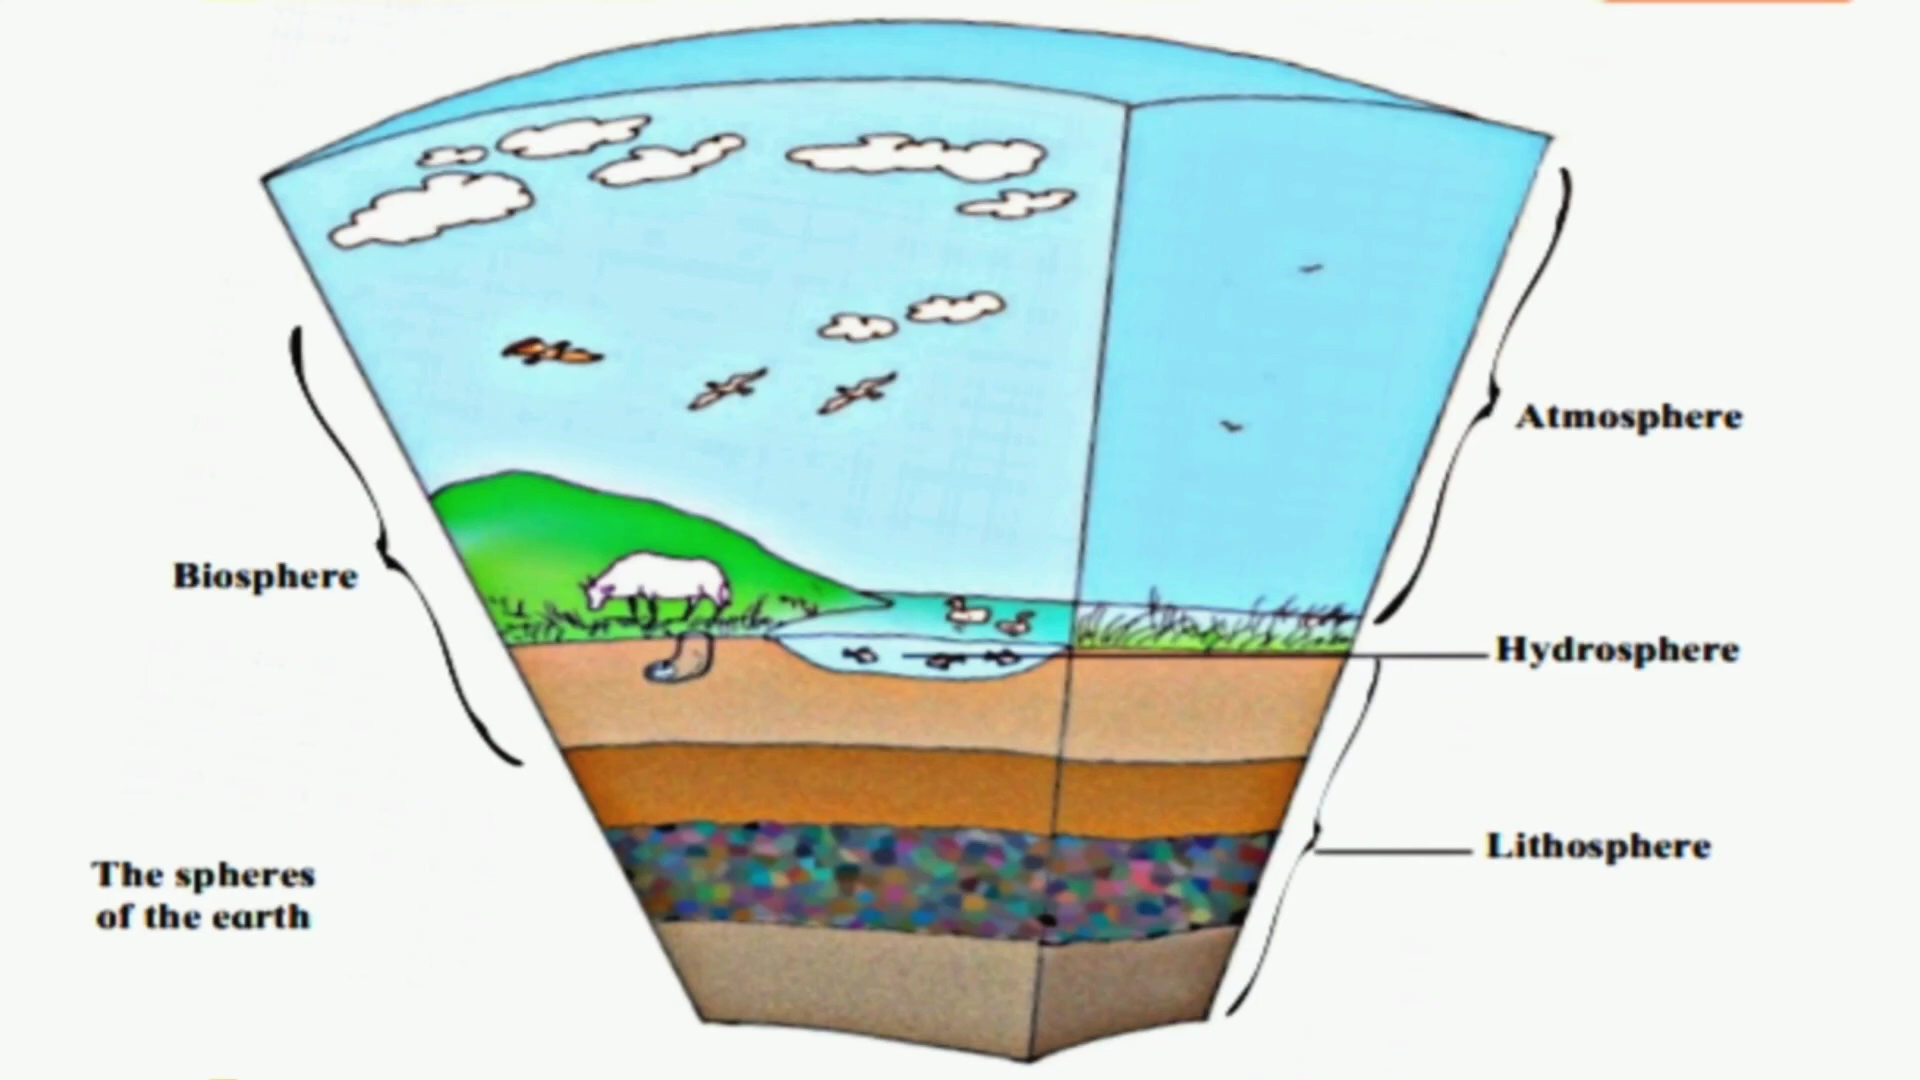 Atmosphere
Biosphere
Hydrosphere
Lithosphere
The spheres
of the earth